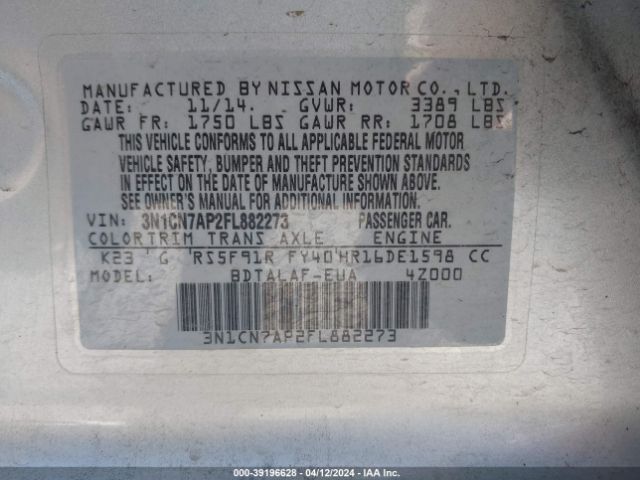 MANUFACTURED BY NISSAN MOTOR CO., LTD.
DATE: 11/14. GVWR: 3389 LBS
GAWR FR: 1750 LBS GAWR RR: 1708 LBS
THIS VEHICLE CONFORMS TO ALL APPLICABLE FEDERAL MOTOR
VEHICLE SAFETY, BUMPER AND THEFT PREVENTION STANDARDS
IN EFFECT ON THE DATE OF MANUFACTURE SHOWN ABOVE.
SEE OWNER'S MANUAL FOR ADDITIONAL INFORMATION.
VIN: 3N1CN7AP2FL882273 PASSENGER CAR.
COLOR TRIM TRANS AXLE ENGINE
K23 G RS5F91R FY40 HR16DE1598 CC
MODEL: BDTALAF-EUA 4Z000
3N1CN7AP2FL882273
000-39196628 - 04/12/2024 - IAA Inc.